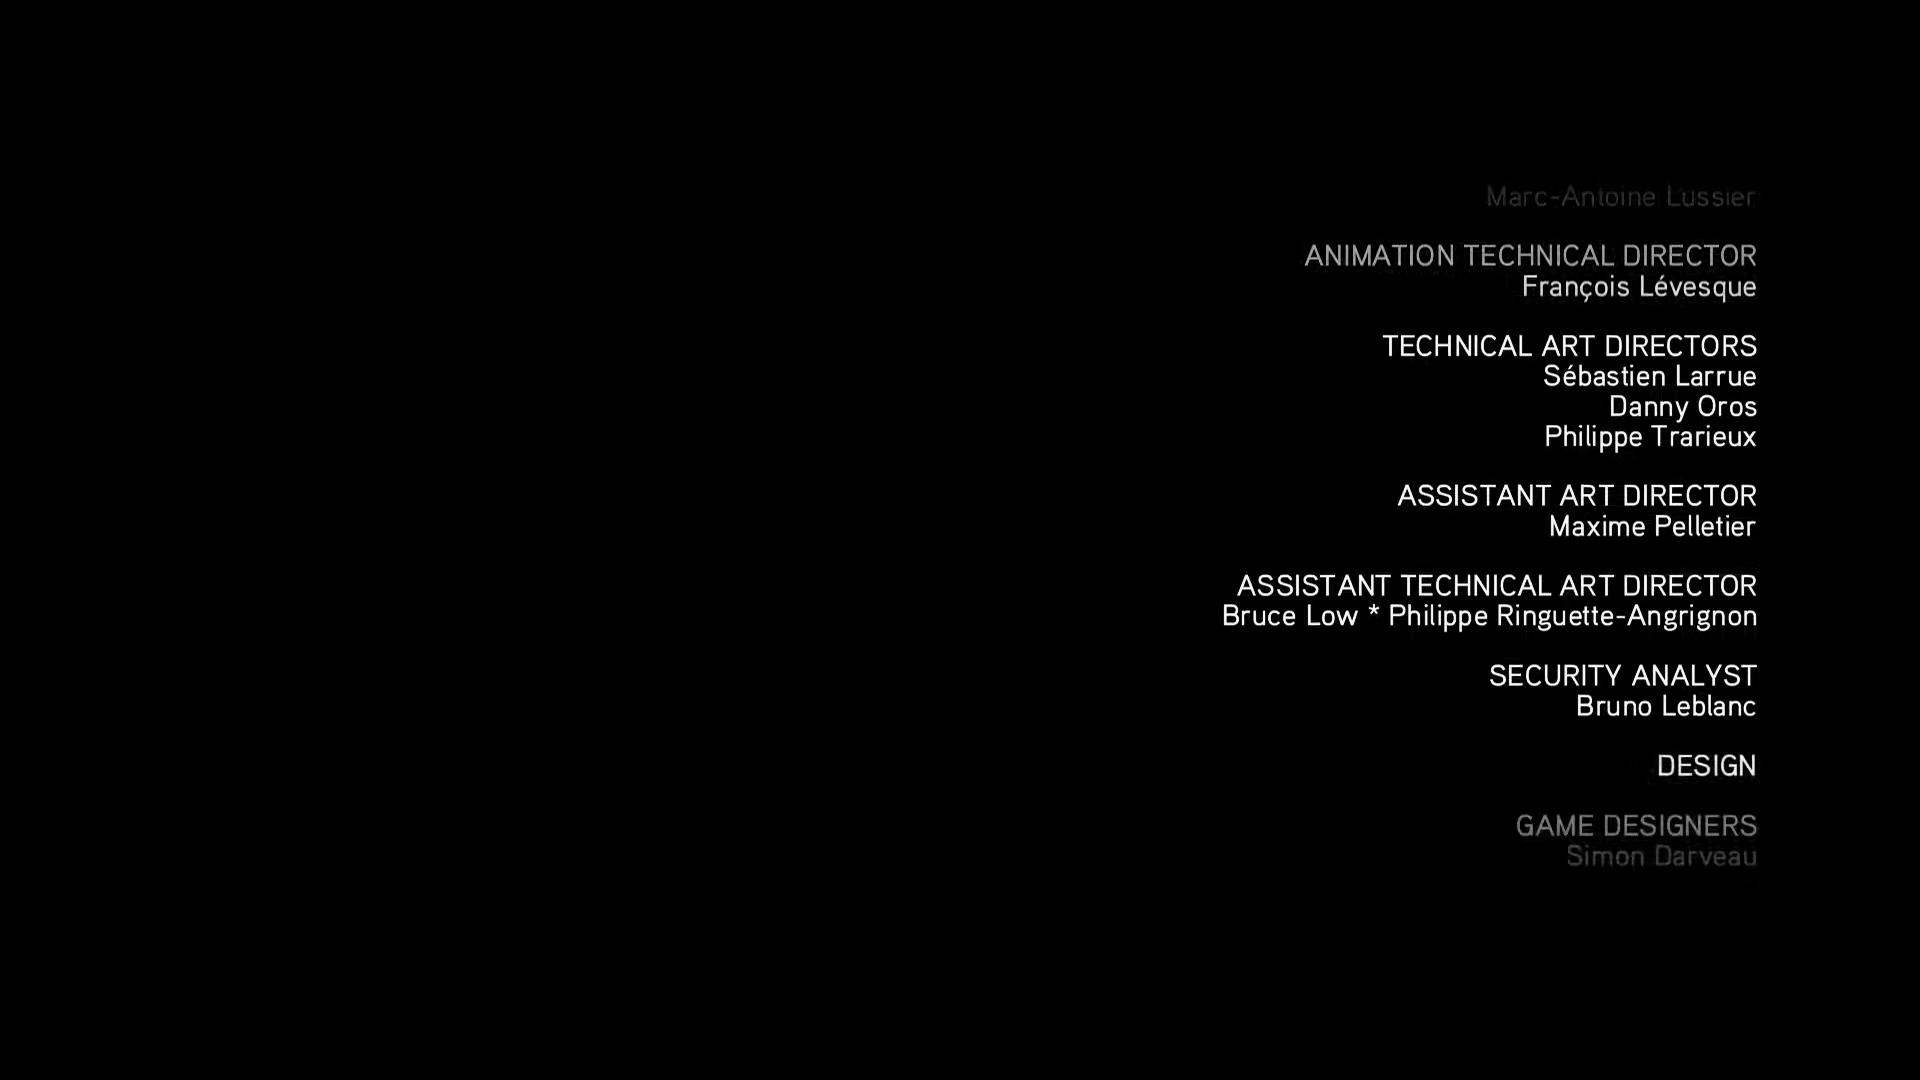 Marc-Antoine Lussier
ANIMATION TECHNICAL DIRECTOR
François Lévesque
TECHNICAL ART DIRECTORS
Sébastien Larrue
Danny Oros
Philippe Trarieux
ASSISTANT ART DIRECTOR
Maxime Pelletier
ASSISTANT TECHNICAL ART DIRECTOR
Bruce Low * Philippe Ringuette-Angrignon
SECURITY ANALYST
Bruno Leblanc
DESIGN
GAME DESIGNERS
Simon Darveau